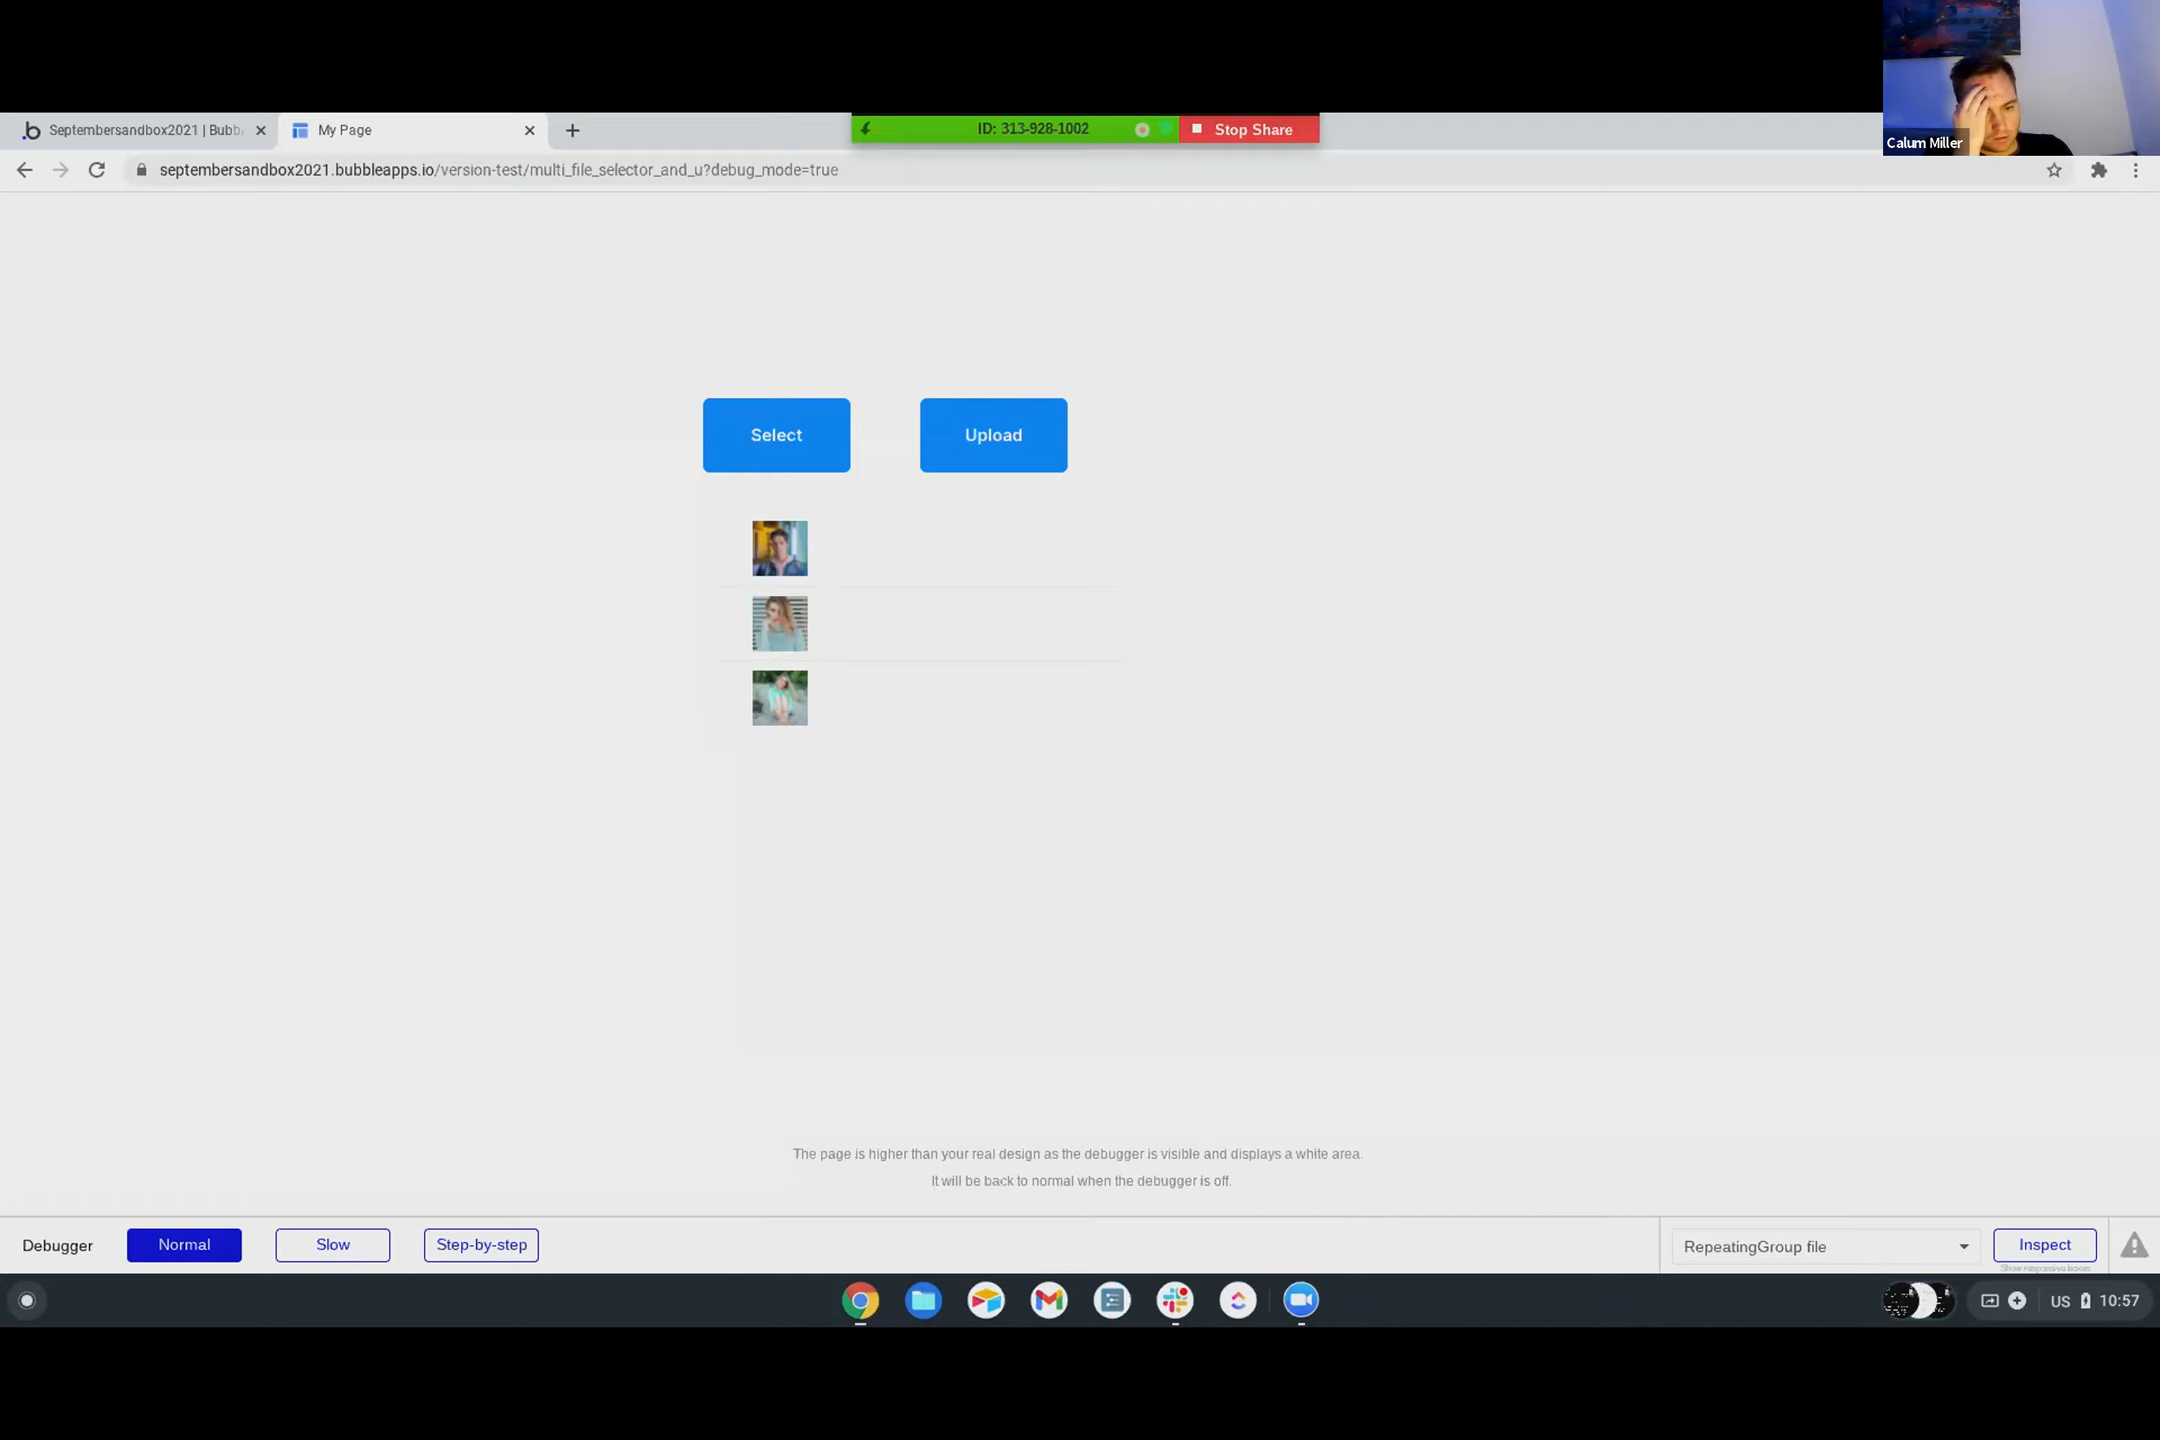 Calum Miller
Septembersandbox2021 | Bubb
My Page
ID: 313-928-1002
Stop Share
septembersandbox2021.bubbleapps.io/version-test/multi_file_selector_and_u?debug_mode=true
Select
Upload
The page is higher than your real design as the debugger is visible and displays a white area.
It will be back to normal when the debugger is off.
Debugger
Normal
Slow
Step-by-step
RepeatingGroup file
Inspect
Show responsive boxes
US
10:57